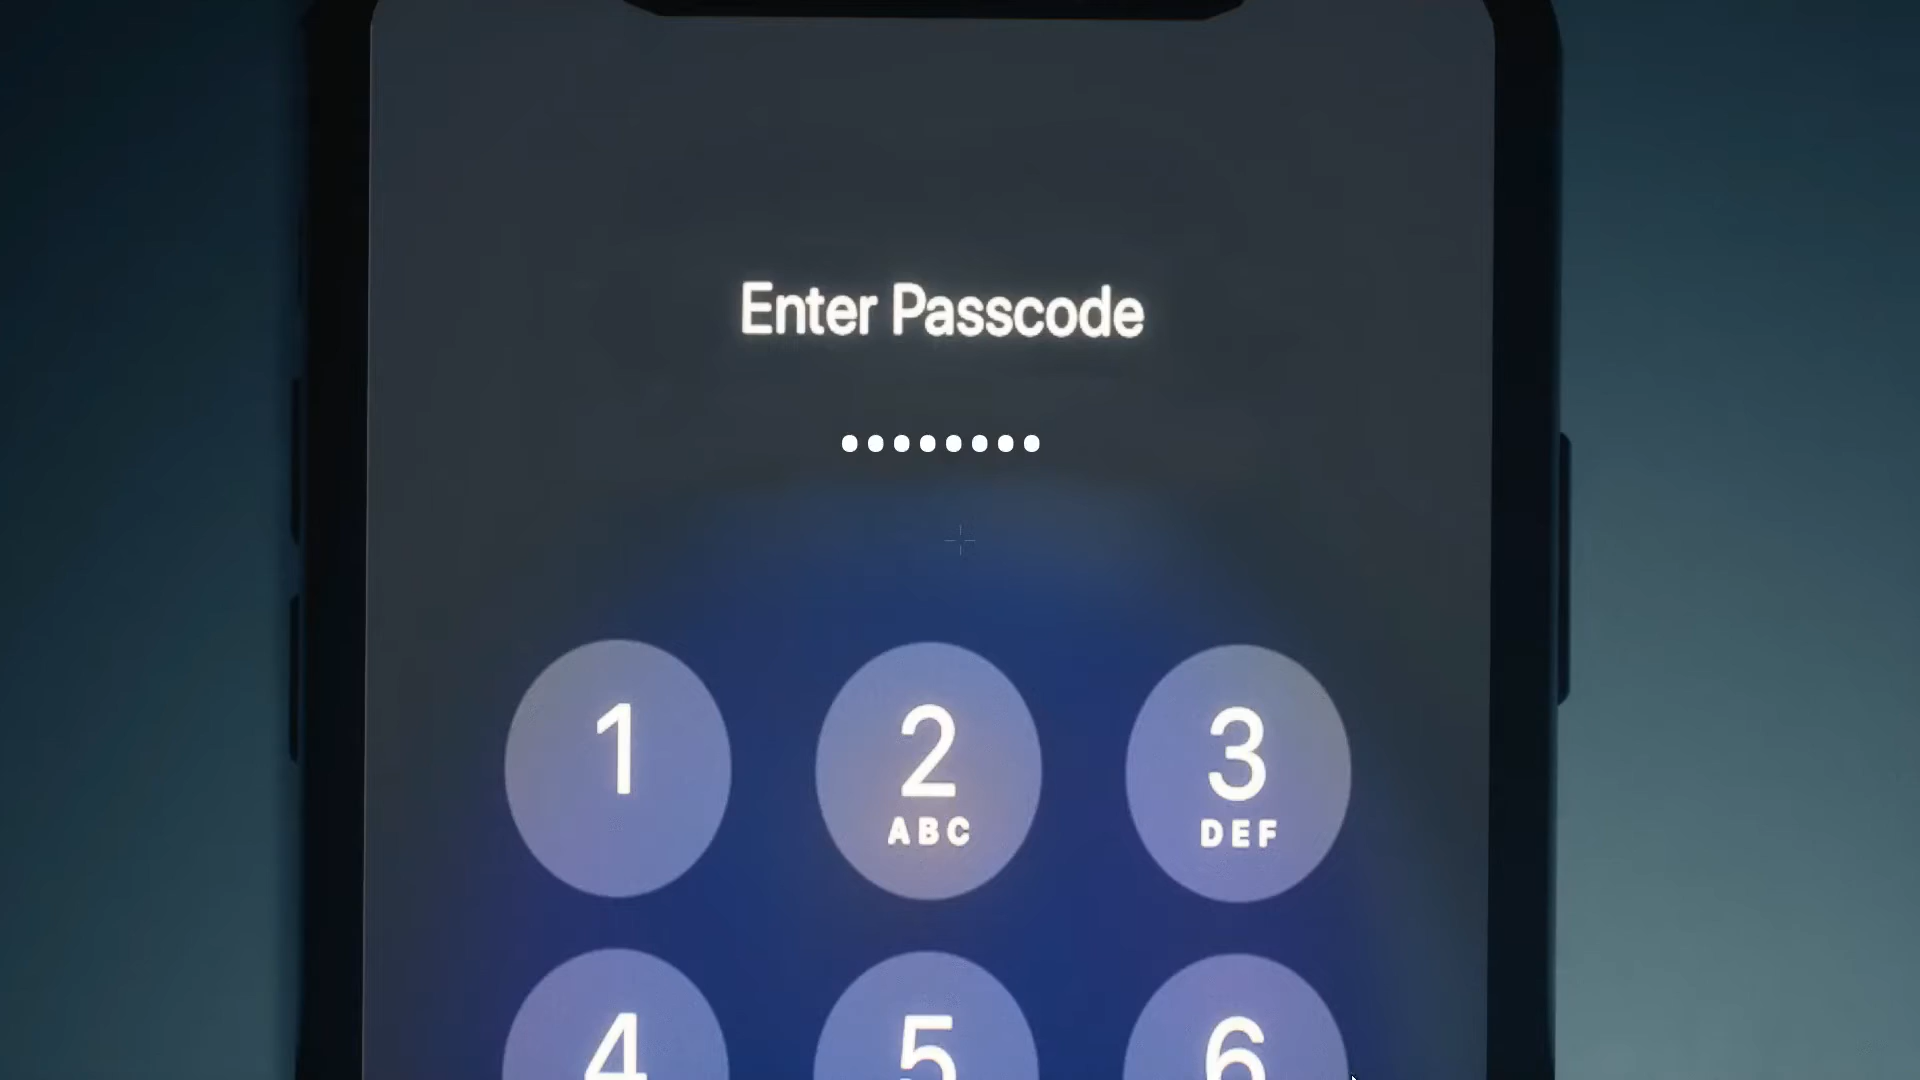 Enter Passcode
••••••••
1 2 3
ABC DEF
4 5 6